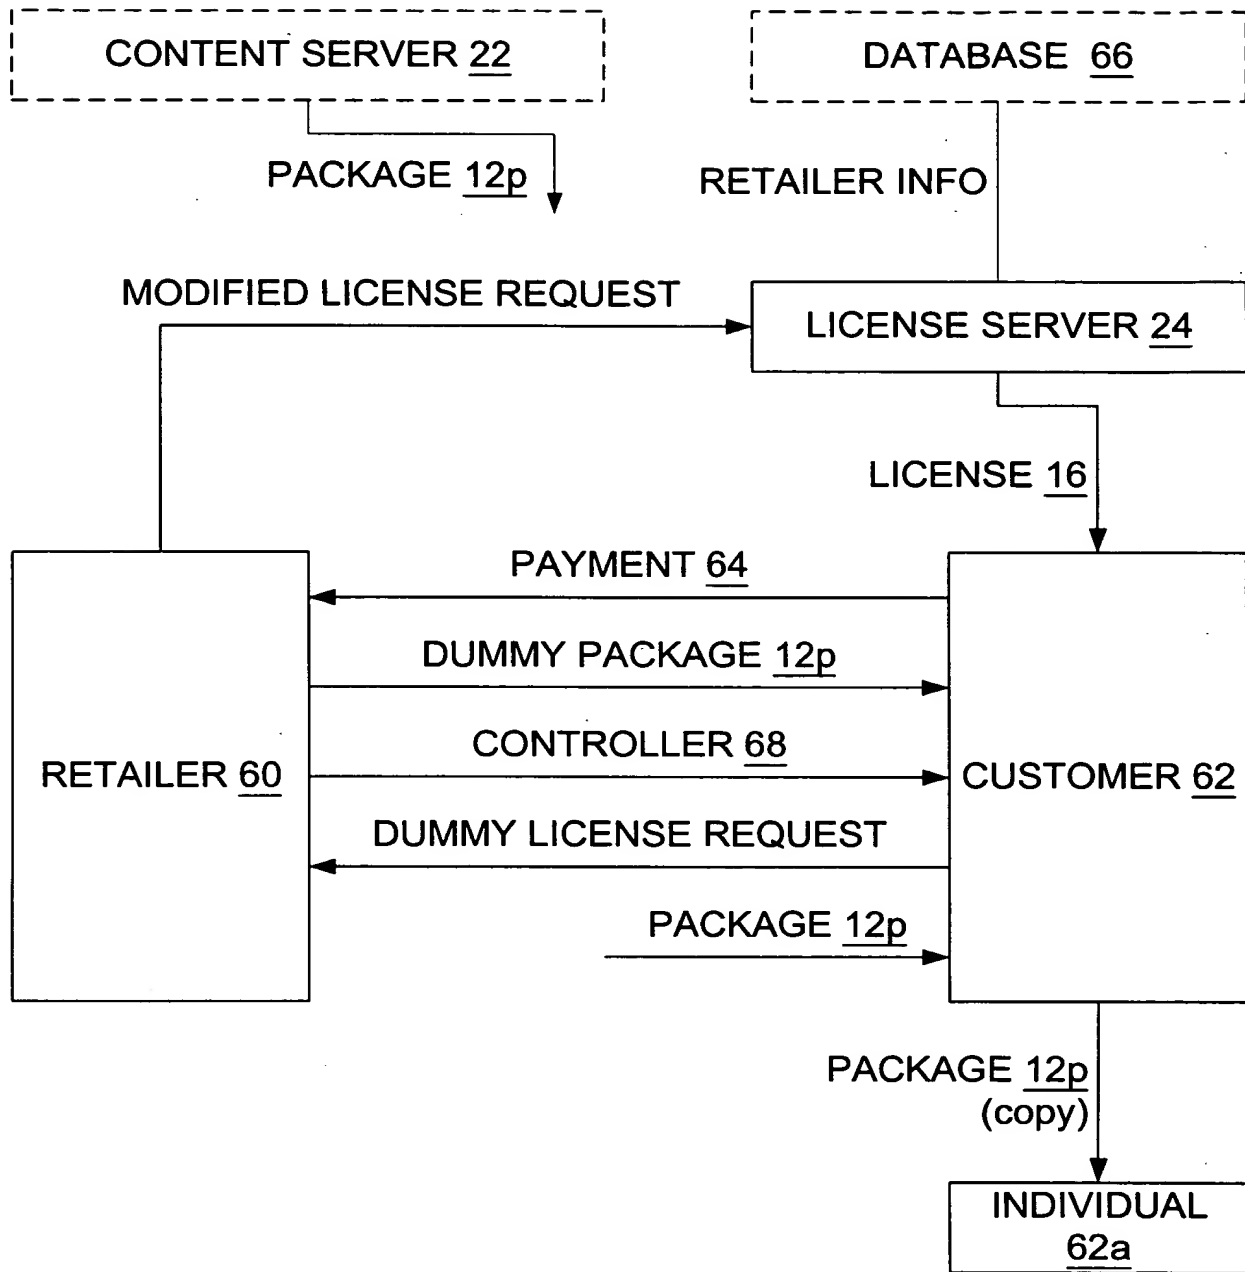 CONTENT SERVER 22
DATABASE 66
PACKAGE 12p
RETAILER INFO
MODIFIED LICENSE REQUEST
LICENSE SERVER 24
LICENSE 16
PAYMENT 64
DUMMY PACKAGE 12p
CONTROLLER 68
RETAILER 60
CUSTOMER 62
DUMMY LICENSE REQUEST
PACKAGE 12p
PACKAGE 12p
(copy)
INDIVIDUAL
62a